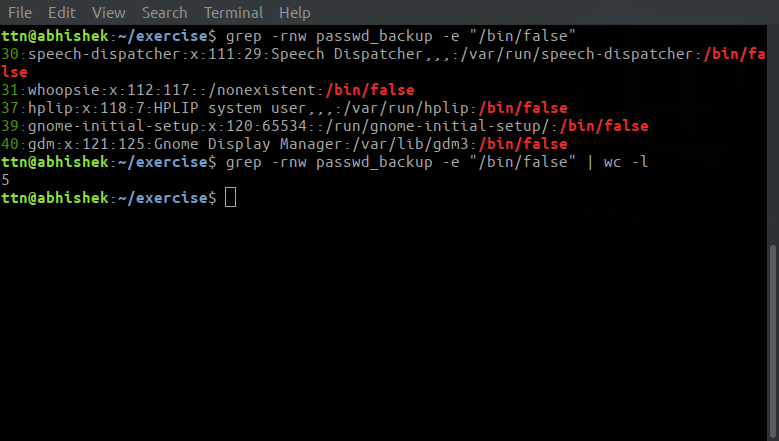 File Edit View Search Terminal Help
ttn@abhishek:~/exercise$ grep -rnw passwd_backup -e "/bin/false"
30:speech-dispatcher:x:111:29:Speech Dispatcher,,,:/var/run/speech-dispatcher:/bin/fa
lse
31:whoopsie:x:112:117::/nonexistent:/bin/false
37:hplip:x:118:7:HPLIP system user,,,:/var/run/hplip:/bin/false
39:gnome-initial-setup:x:120:65534::/run/gnome-initial-setup/:/bin/false
40:gdm:x:121:125:Gnome Display Manager:/var/lib/gdm3:/bin/false
ttn@abhishek:~/exercise$ grep -rnw passwd_backup -e "/bin/false" | wc -l
5
ttn@abhishek:~/exercise$